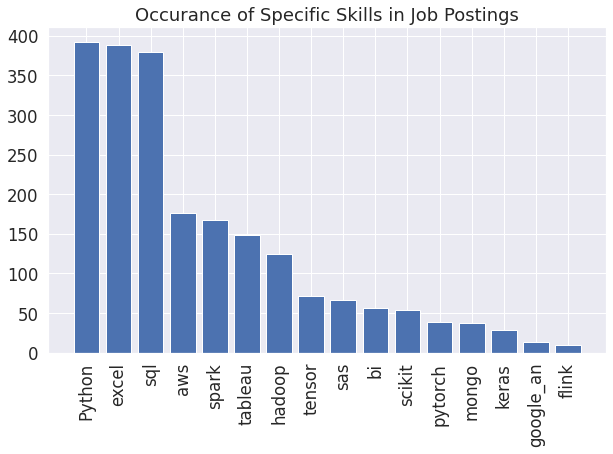 Occurance of Specific Skills in Job Postings
400
350
300
250
200
150
100
50
0
Python
excel
sql
aws
spark
tableau
hadoop
tensor
sas
bi
scikit
pytorch
mongo
keras
google_an
flink